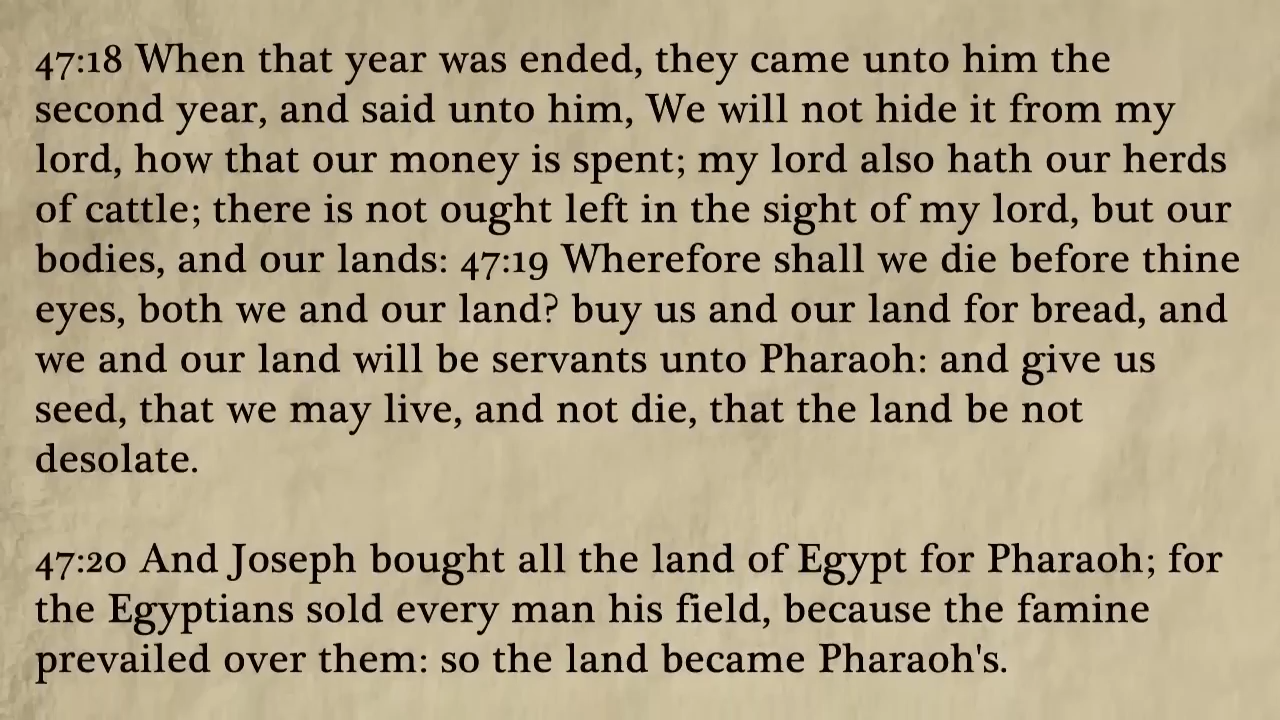 47:18 When that year was ended, they came unto him the
second year, and said unto him, We will not hide it from my
lord, how that our money is spent; my lord also hath our herds
of cattle; there is not ought left in the sight of my lord, but our
bodies, and our lands: 47:19 Wherefore shall we die before thine
eyes, both we and our land? buy us and our land for bread, and
we and our land will be servants unto Pharaoh: and give us
seed, that we may live, and not die, that the land be not
desolate.
47:20 And Joseph bought all the land of Egypt for Pharaoh; for
the Egyptians sold every man his field, because the famine
prevailed over them: so the land became Pharaoh's.